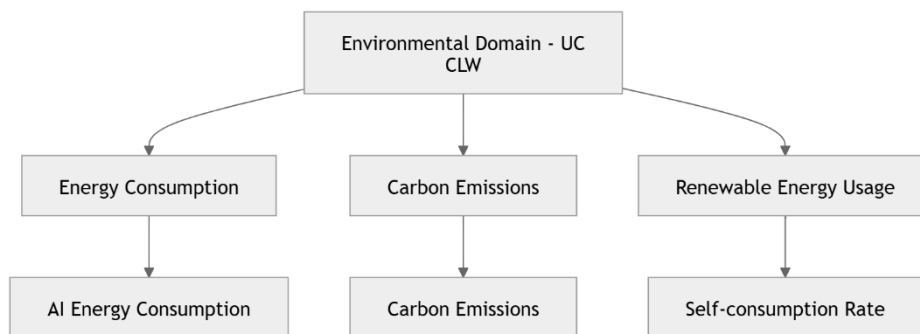 Environmental Domain - UC
CLW
Energy Consumption
Carbon Emissions
Renewable Energy Usage
AI Energy Consumption
Carbon Emissions
Self-consumption Rate